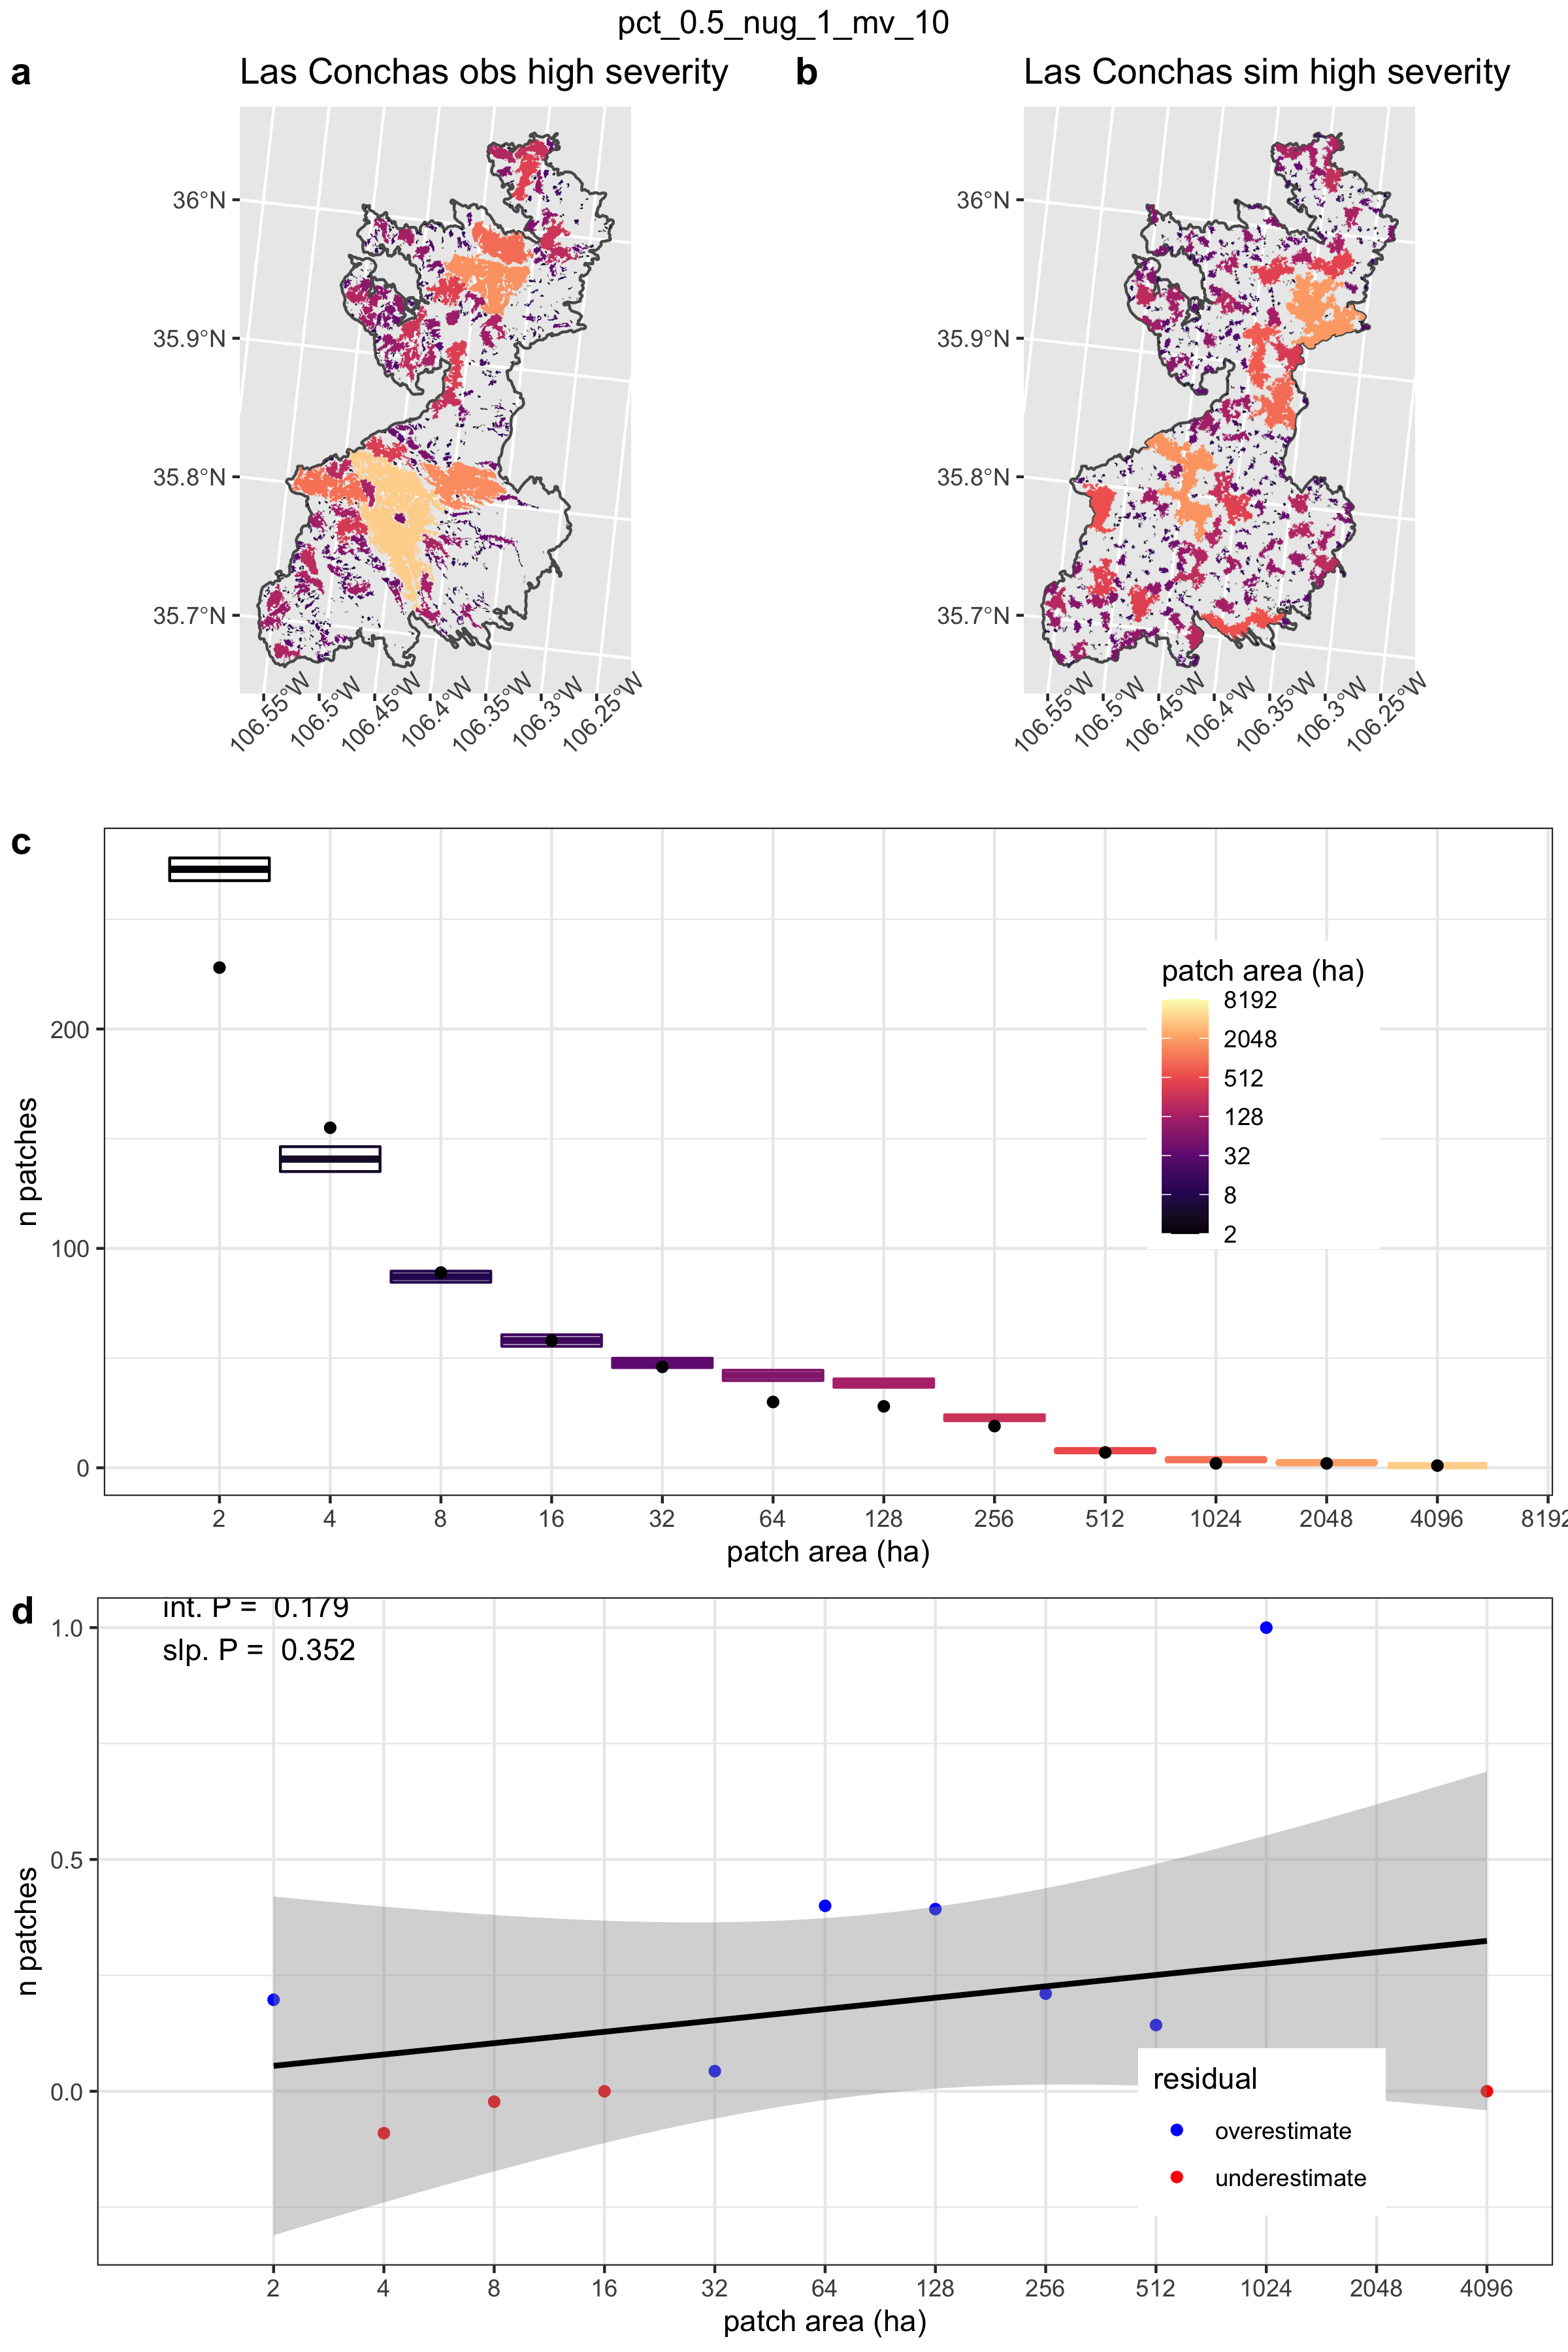 pct_0.5_nug_1_mv_10
a
Las Conchas obs high severity
b
Las Conchas sim high severity
36°N
35.9°N
35.8°N
35.7°N
106.55°W
106.5°W
106.45°W
106.4°W
106.35°W
106.3°W
106.25°W
36°N
35.9°N
35.8°N
35.7°N
106.55°W
106.5°W
106.45°W
106.4°W
106.35°W
106.3°W
106.25°W
c
n patches
200
100
0
patch area (ha)
8192
2048
512
128
32
8
2
2 4 8 16 32 64 128 256 512 1024 2048 4096 8192
patch area (ha)
d
int. P = 0.179
slp. P = 0.352
n patches
1.0
0.5
0.0
residual
overestimate
underestimate
2 4 8 16 32 64 128 256 512 1024 2048 4096
patch area (ha)